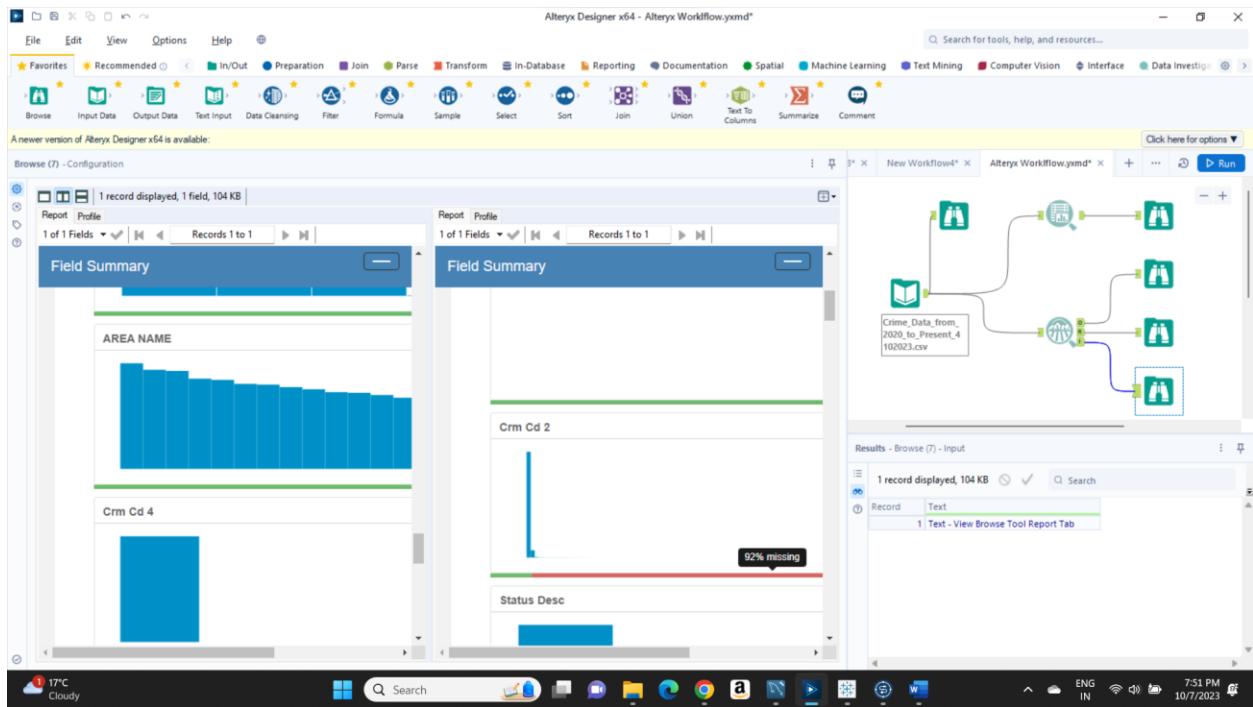 Alteryx Designer x64 - Alteryx Worklflow.yxmd*
File Edit View Options Help
Search for tools, help, and resources...
Favorites Recommended In/Out Preparation Join Parse Transform In-Database Reporting Documentation Spatial Machine Learning Text Mining Computer Vision Interface Data Investiga
Browse Input Data Output Data Text Input Data Cleansing Filter Formula Sample Select Sort Join Union Text To Columns Summarize Comment
A newer version of Alteryx Designer x64 is available:
Click here for options ▼
Browse (7) - Configuration
New Workflow4* Alteryx Worklflow.yxmd* Run
1 record displayed, 1 field, 104 KB
Report Profile
1 of 1 Fields Records 1 to 1
Field Summary
AREA NAME
Crm Cd 4
Report Profile
1 of 1 Fields Records 1 to 1
Field Summary
Crm Cd 2
92% missing
Status Desc
Crime_Data_from_
2020_to_Present_4
102023.csv
Results - Browse (7) - Input
1 record displayed, 104 KB Search
Record Text
1 Text - View Browse Tool Report Tab
1
17°C
Cloudy
Search
ENG
IN
7:51 PM
10/7/2023